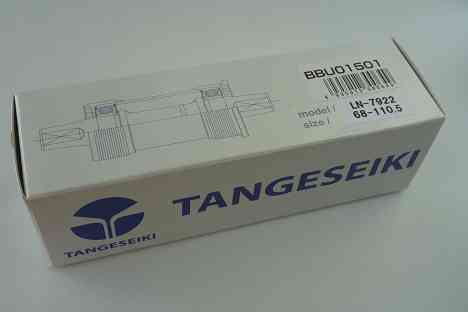 BBU01501
model / LN-7922
size / 68-110.5
TANGESEIKI
TANGESEIKI